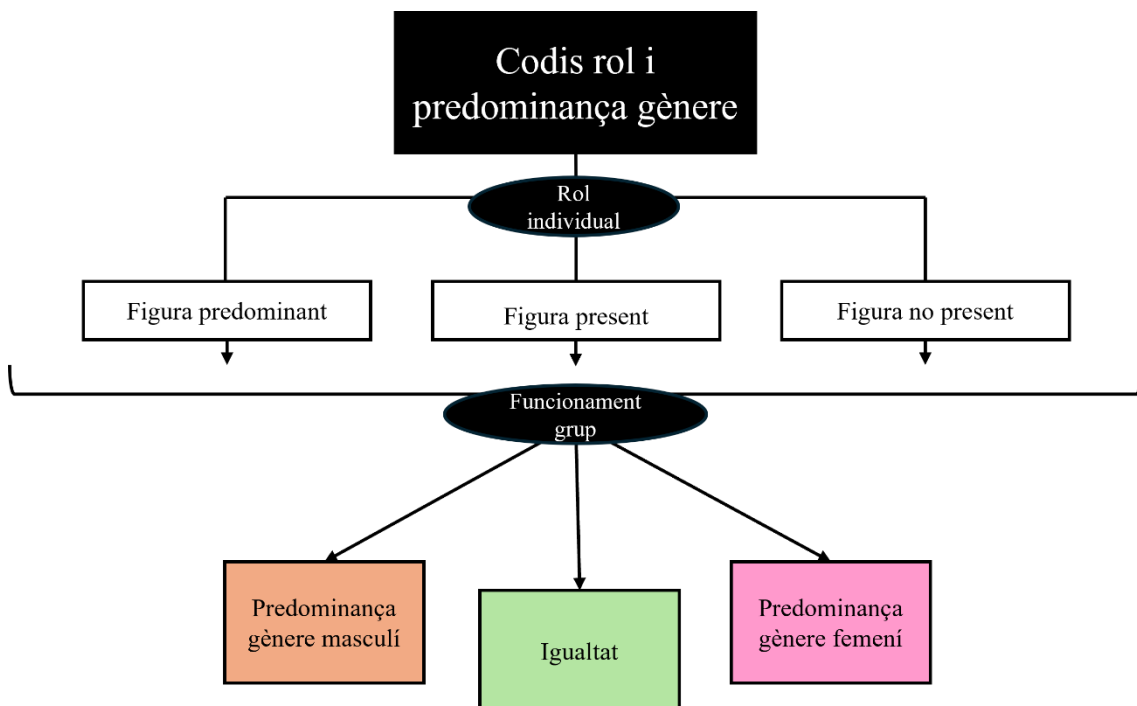 Codis rol i
predominança gènere
Rol
individual
Figura predominant
Figura present
Figura no present
Funcionament
grup
Predominança
gènere masculí
Igualtat
Predominança
gènere femení